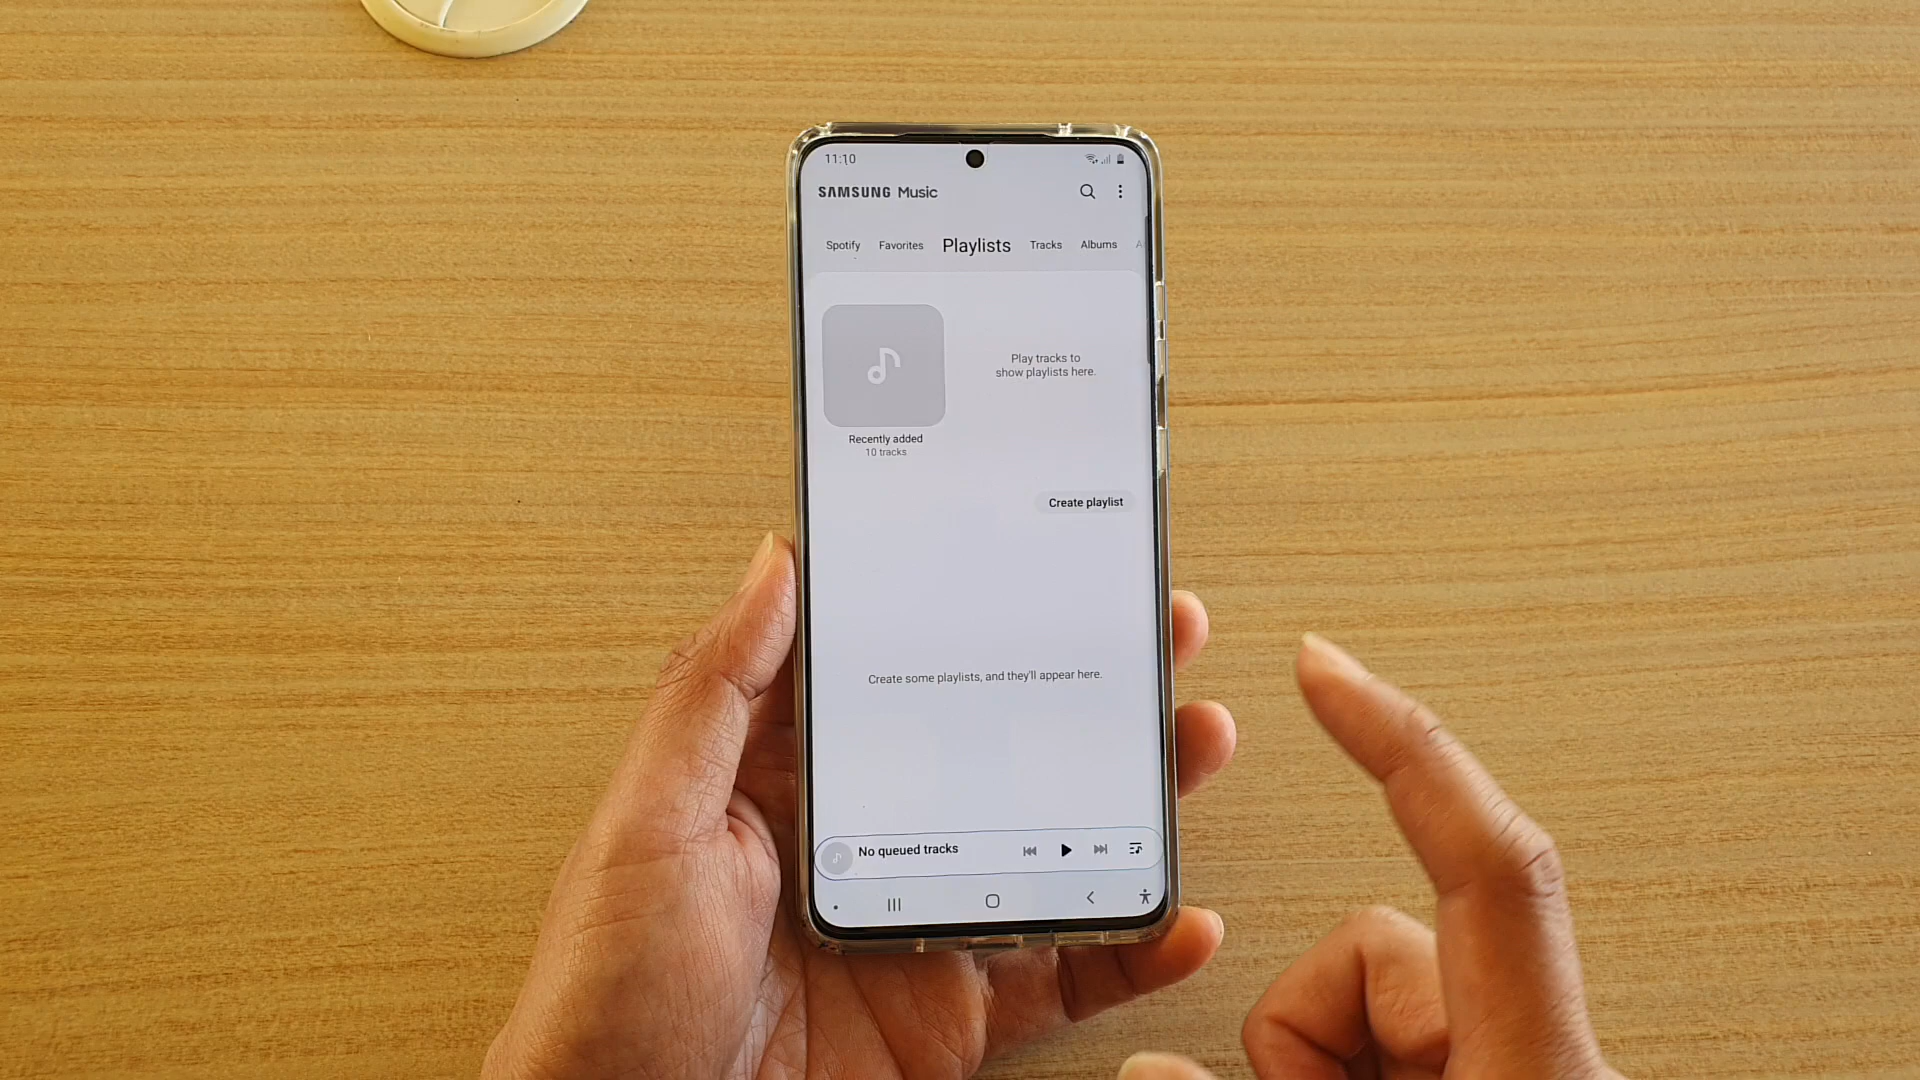 11:10
SAMSUNG Music
Spotify Favorites Playlists Tracks Albums
Play tracks to
show playlists here.
Recently added
10 tracks
Create playlist
Create some playlists, and they'll appear here.
No queued tracks